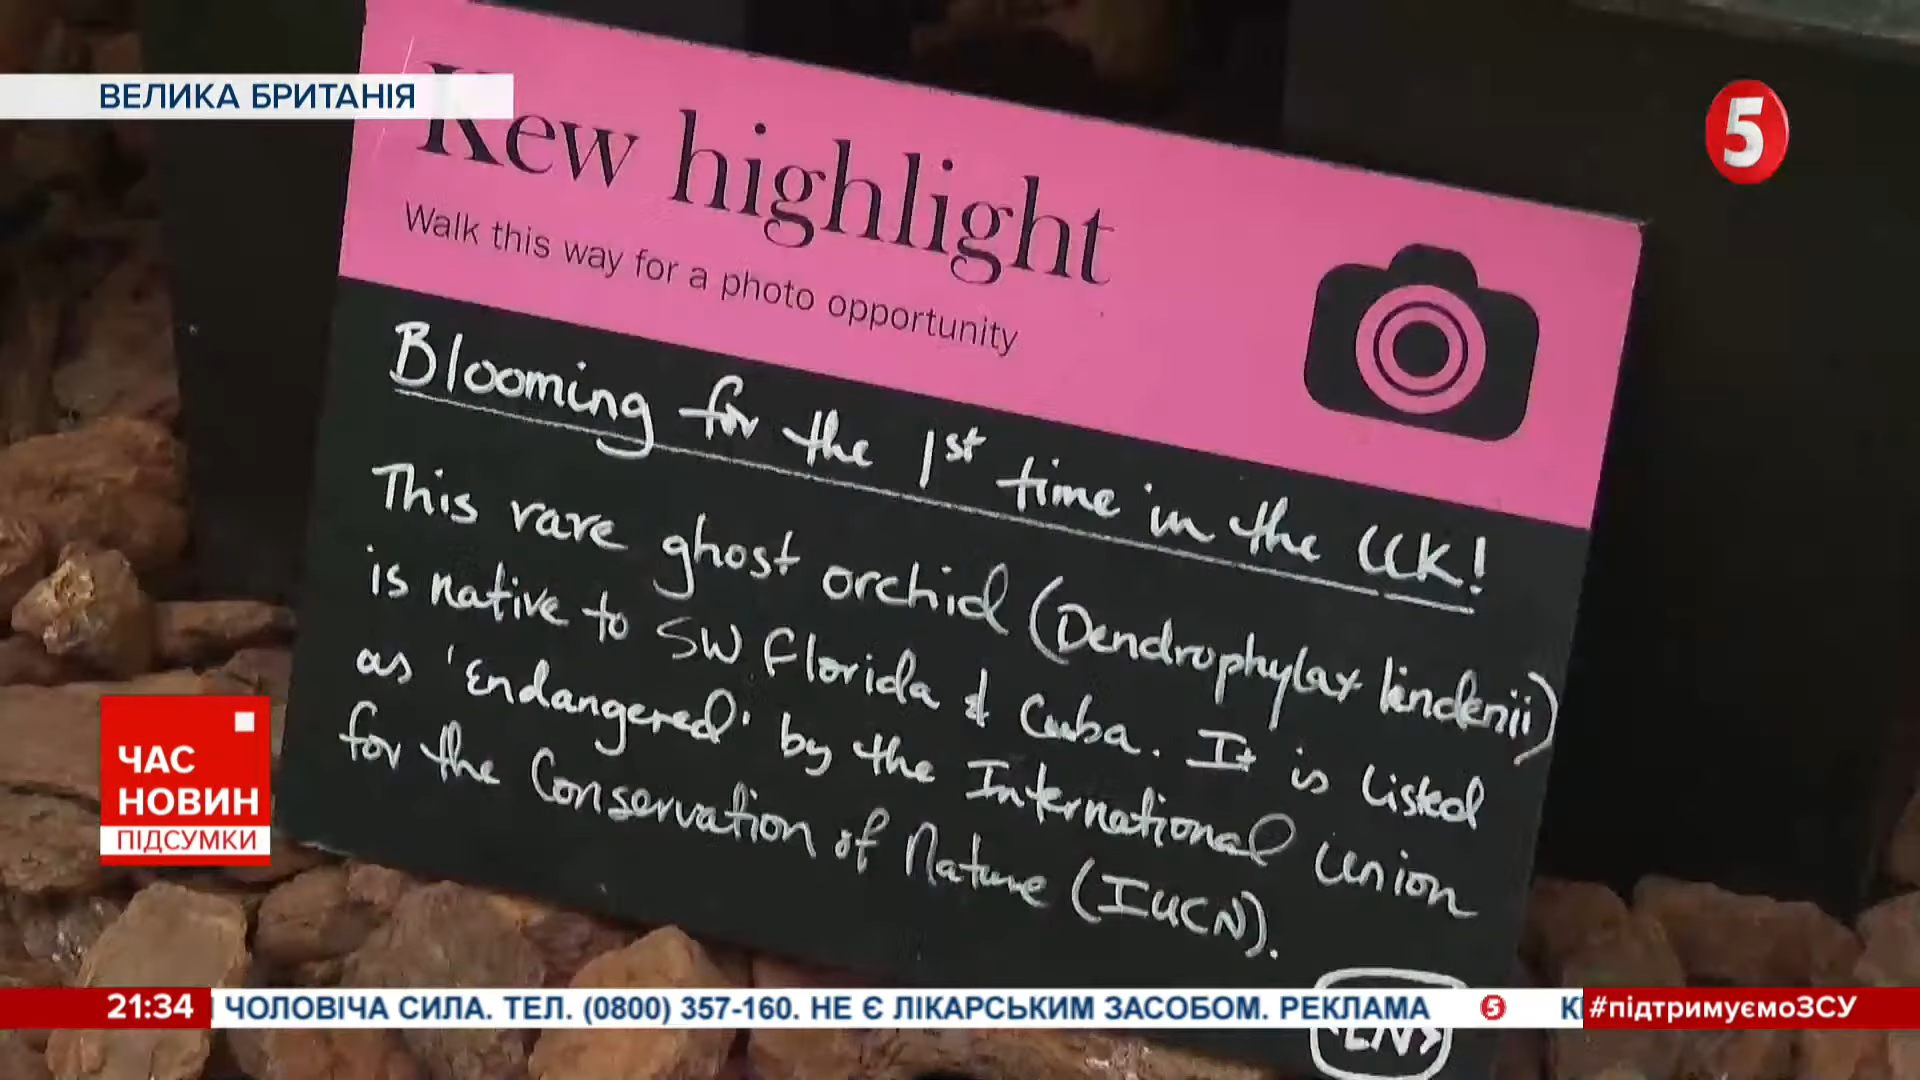 ВЕЛИКА БРИТАНІЯ
5
Kew highlight
Walk this way for a photo opportunity
Blooming for the 1st time in the UK!
This rare ghost orchid (Dendrophylax lindenii)
is native to SW Florida & Cuba. It is listed
as 'Endangered' by the International Union
for the Conservation of Nature (IUCN).
ЧАС
НОВИН
ПІДСУМКИ
21:34
ЧОЛОВІЧА СИЛА. ТЕЛ. (0800) 357-160. НЕ Є ЛІКАРСЬКИМ ЗАСОБОМ. РЕКЛАМА
5
#підтримуємоЗСУ